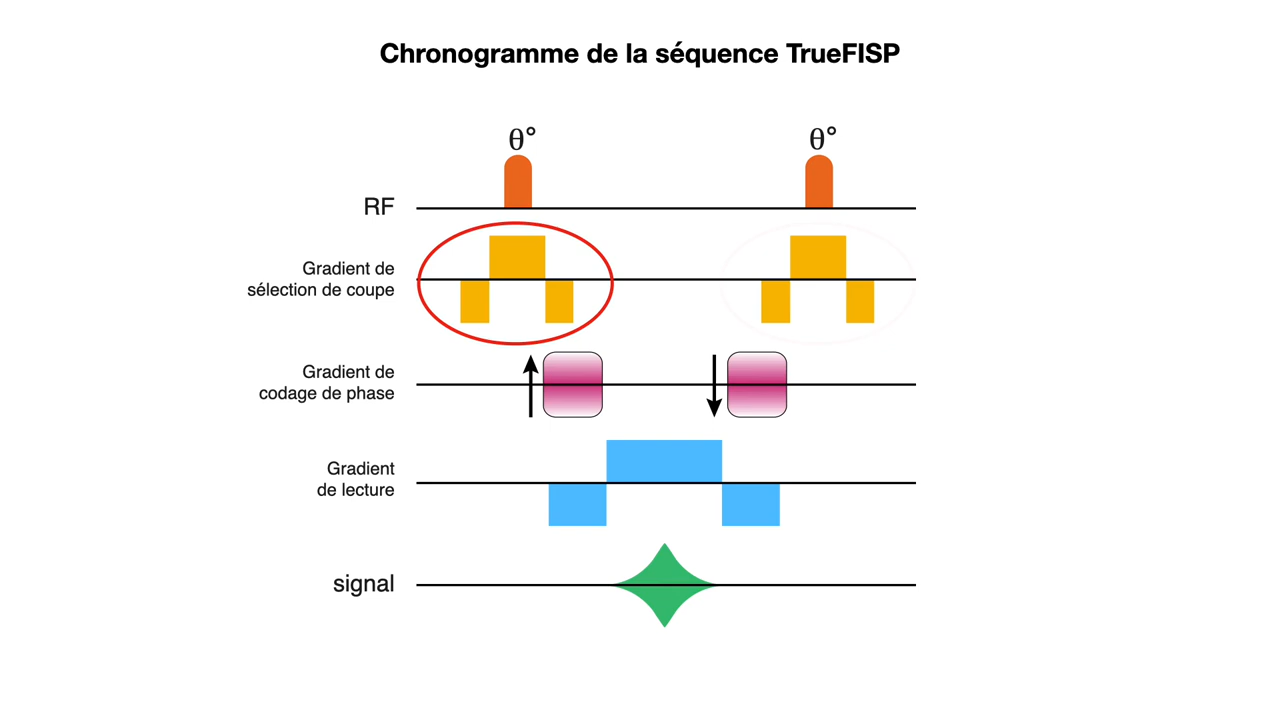 Chronogramme de la séquence TrueFISP
θ° θ°
RF
Gradient de
sélection de coupe
Gradient de
codage de phase
Gradient
de lecture
signal